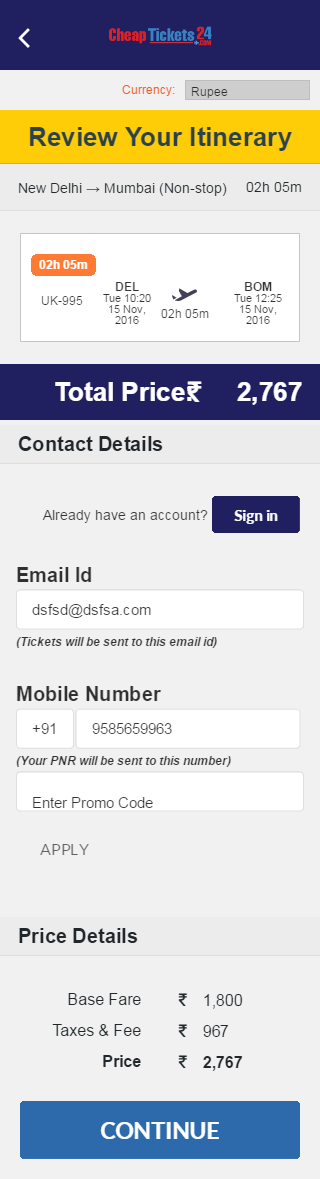 CheapTickets24
.COM
Currency: Rupee
Review Your Itinerary
New Delhi → Mumbai (Non-stop) 02h 05m
02h 05m
UK-995
DEL
Tue 10:20
15 Nov,
2016
02h 05m
BOM
Tue 12:25
15 Nov,
2016
Total Price₹ 2,767
Contact Details
Already have an account? Sign in
Email Id
dsfsd@dsfsa.com
(Tickets will be sent to this email id)
Mobile Number
+91 9585659963
(Your PNR will be sent to this number)
Enter Promo Code
APPLY
Price Details
Base Fare ₹ 1,800
Taxes & Fee ₹ 967
Price ₹ 2,767
CONTINUE